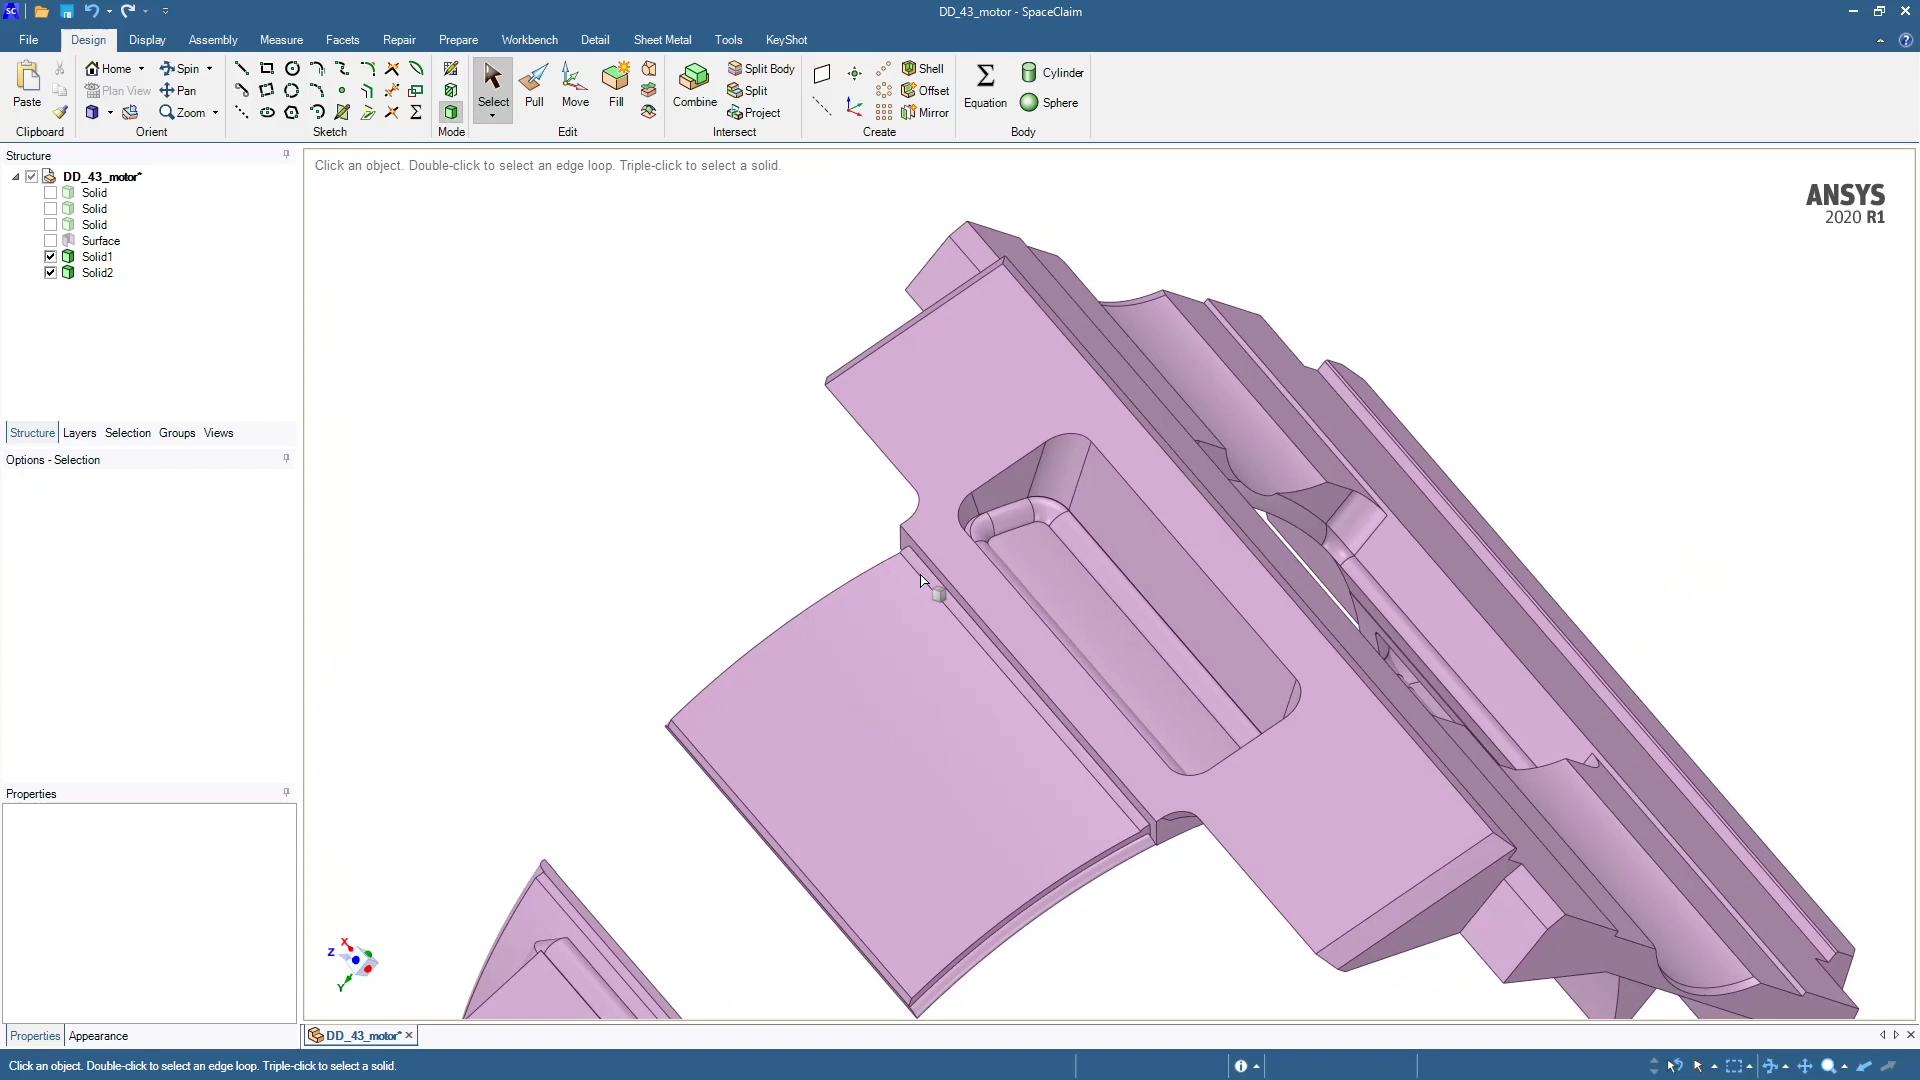 DD_43_motor - SpaceClaim
File Design Display Assembly Measure Facets Repair Prepare Workbench Detail Sheet Metal Tools KeyShot
Paste
Home Spin
Plan View Pan
Zoom
Select Pull Move Fill
Combine
Split Body
Split
Project
Shell
Offset
Mirror
Equation
Cylinder
Sphere
Clipboard Orient Sketch Mode Edit Intersect Create Body
Structure
DD_43_motor*
Solid
Solid
Solid
Surface
Solid1
Solid2
Structure Layers Selection Groups Views
Options - Selection
Properties
Properties Appearance
Click an object. Double-click to select an edge loop. Triple-click to select a solid.
ANSYS
2020 R1
X
Z
Y
DD_43_motor*
Click an object. Double-click to select an edge loop. Triple-click to select a solid.